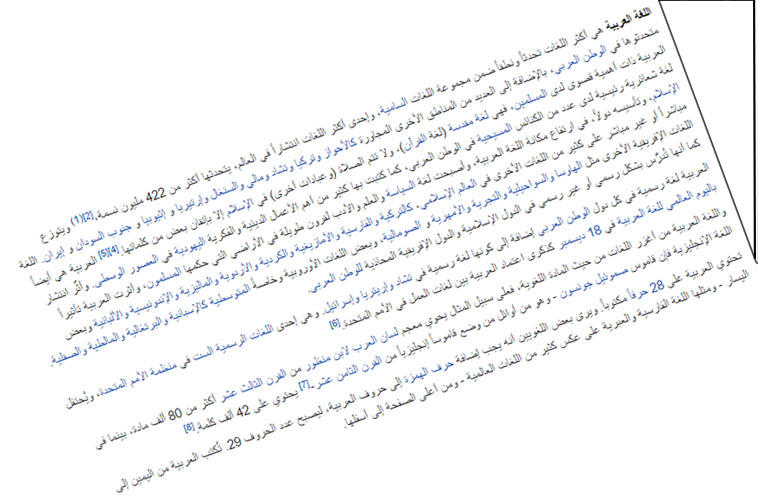 اللغة العربية هي أكثر اللغات تحدثاً ونطقاً ضمن مجموعة اللغات السامية، وإحدى أكثر اللغات انتشاراً في العالم، يتحدثها أكثر من 422 مليون نسمة،[2](1) ويتوزع
متحدثوها في الوطن العربي، بالإضافة إلى العديد من المناطق الأخرى المجاورة كالأحواز وتركيا وتشاد ومالي والسنغال وإرتيريا و إثيوبيا و جنوب السودان و إيران. اللغة
العربية ذات أهمية قصوى لدى المسلمين، فهي لغة مقدسة (لغة القرآن)، ولا تتم الصلاة (وعبادات أخرى) في الإسلام إلا بإتقان بعض من كلماتها.[4][5] العربية هي أيضاً
لغة شعائرية رئيسية لدى عدد من الكنائس المسيحية في الوطن العربي، كما كتبت بها كثير من أهم الأعمال الدينية والفكرية اليهودية في العصور الوسطى. وأثّر انتشار
الإسلام، وتأسيسه دولاً، في ارتفاع مكانة اللغة العربية، وأصبحت لغة السياسة والعلم والأدب لقرون طويلة في الأراضي التي حكمها المسلمون، وأثرت العربية تأثيراً
مباشراً أو غير مباشر على كثير من اللغات الأخرى في العالم الإسلامي، كالتركية والفارسية والأمازيغية والكردية والأردوية والماليزية والإندونيسية والألبانية وبعض
اللغات الإفريقية الأخرى مثل الهاوسا والسواحيلية والتجرية والأمهرية و الصومالية، وبعض اللغات الأوروبية وخاصة المتوسطية كالإسبانية والبرتغالية والمالطية والصقلية.
كما أنها تُدرَّس بشكل رسمي أو غير رسمي في الدول الإسلامية والدول الإفريقية المحاذية للوطن العربي.
العربية لغة رسمية في كل دول الوطن العربي إضافة إلى كونها لغة رسمية في تشاد وإريتريا وإسرائيل. وهي إحدى اللغات الرسمية الست في منظمة الأمم المتحدة، ويُحتفل
باليوم العالمي للغة العربية في 18 ديسمبر كذكرى اعتماد العربية بين لغات العمل في الأمم المتحدة.[6]
واللغة العربية من أغزر اللغات من حيث المادة اللغوية، فعلى سبيل المثال يحوي معجم لسان العرب لابن منظور من القرن الثالث عشر أكثر من 80 ألف مادة، بينما في
اللغة الإنجليزية فإن قاموس صموئيل جونسون - وهو من أوائل من وضع قاموساً إنجليزياً من القرن الثامن عشر-[7] يحتوي على 42 ألف كلمة.[8]
تحتوي العربية على 28 حرفاً مكتوباً. ويرى بعض اللغويين أنه يجب إضافة حرف الهمزة إلى حروف العربية، ليصبح عدد الحروف 29. تُكتب العربية من اليمين إلى
اليسار - ومثلها اللغة الفارسية والعبرية على عكس كثير من اللغات العالمية - ومن أعلى الصفحة إلى أسفلها.